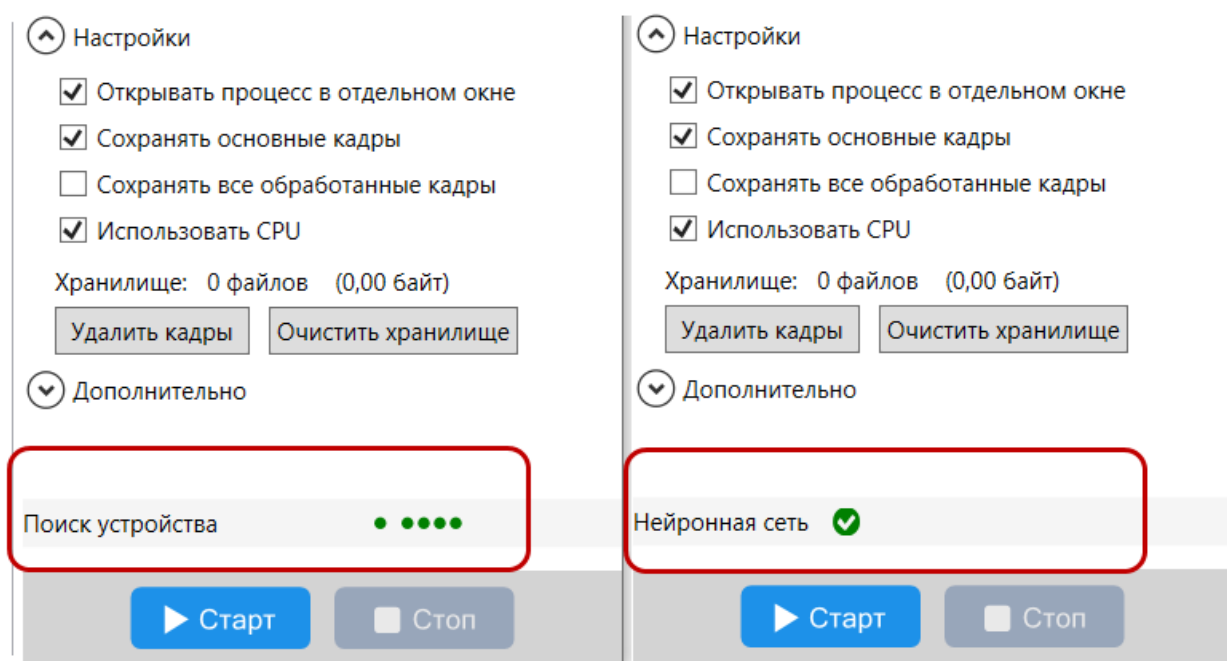 Настройки
Открывать процесс в отдельном окне
Сохранять основные кадры
Сохранять все обработанные кадры
Использовать CPU
Хранилище: 0 файлов (0,00 байт)
Удалить кадры Очистить хранилище
Дополнительно
Поиск устройства
Старт Стоп
Настройки
Открывать процесс в отдельном окне
Сохранять основные кадры
Сохранять все обработанные кадры
Использовать CPU
Хранилище: 0 файлов (0,00 байт)
Удалить кадры Очистить хранилище
Дополнительно
Нейронная сеть
Старт Стоп